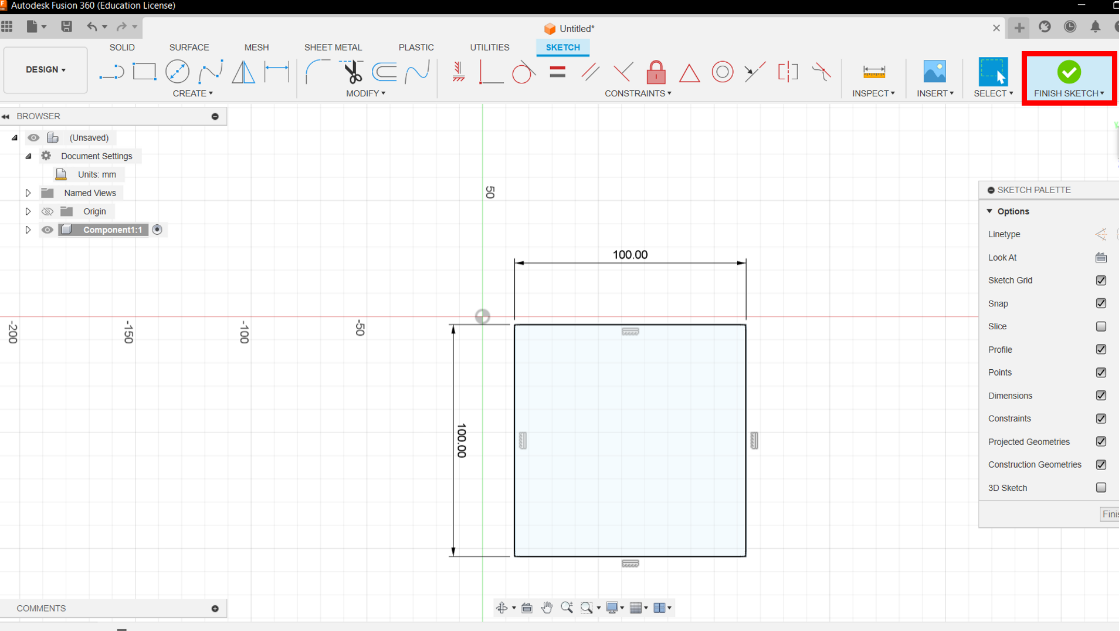 Autodesk Fusion 360 (Education License)
Untitled*
SOLID SURFACE MESH SHEET METAL PLASTIC UTILITIES SKETCH
DESIGN
CREATE MODIFY CONSTRAINTS INSPECT INSERT SELECT FINISH SKETCH
BROWSER
(Unsaved)
Document Settings
Units: mm
Named Views
Origin
Component1:1
50
100.00
-200 -150 -100 -50
100.00
SKETCH PALETTE
Options
Linetype
Look At
Sketch Grid
Snap
Slice
Profile
Points
Dimensions
Constraints
Projected Geometries
Construction Geometries
3D Sketch
Finis
COMMENTS